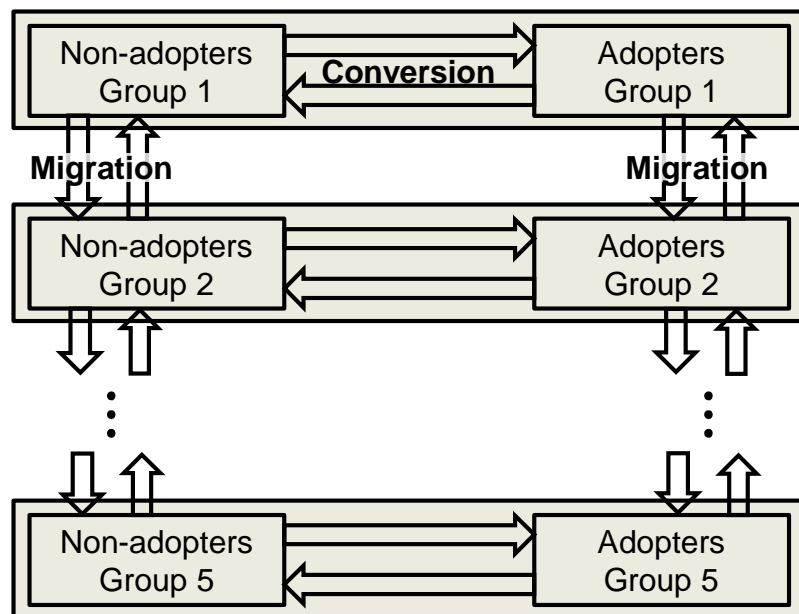 Non-adopters
Group 1
Conversion
Adopters
Group 1
Migration
Migration
Non-adopters
Group 2
Adopters
Group 2
Non-adopters
Group 5
Adopters
Group 5